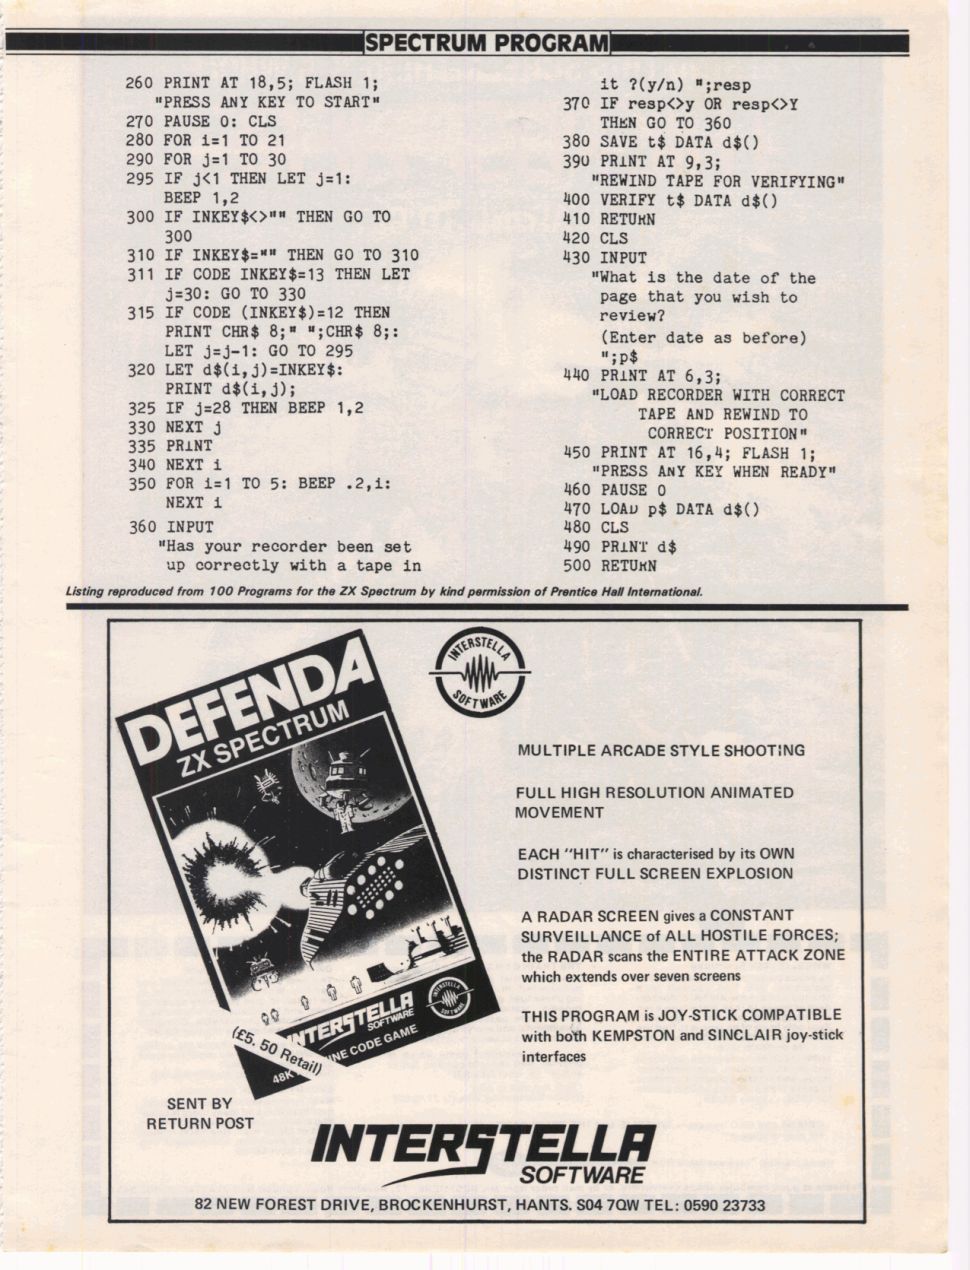 SPECTRUM PROGRAM
260 PRINT AT 18,5; FLASH 1;
"PRESS ANY KEY TO START"
270 PAUSE 0: CLS
280 FOR i=1 TO 21
290 FOR j=1 TO 30
295 IF j<1 THEN LET j=1:
BEEP 1,2
300 IF INKEY$<>"" THEN GO TO
300
310 IF INKEY$="" THEN GO TO 310
311 IF CODE INKEY$=13 THEN LET
j=30: GO TO 330
315 IF CODE (INKEY$)=12 THEN
PRINT CHR$ 8;" ";CHR$ 8;:
LET j=j-1: GO TO 295
320 LET d$(i,j)=INKEY$:
PRINT d$(i,j);
325 IF j=28 THEN BEEP 1,2
330 NEXT j
335 PRINT
340 NEXT i
350 FOR i=1 TO 5: BEEP .2,i:
NEXT i
360 INPUT
"Has your recorder been set
up correctly with a tape in
it ?(y/n) ";resp
370 IF resp<>y OR resp<>Y
THEN GO TO 360
380 SAVE t$ DATA d$()
390 PRINT AT 9,3;
"REWIND TAPE FOR VERIFYING"
400 VERIFY t$ DATA d$()
410 RETURN
420 CLS
430 INPUT
"What is the date of the
page that you wish to
review?
(Enter date as before)
";p$
440 PRINT AT 6,3;
"LOAD RECORDER WITH CORRECT
TAPE AND REWIND TO
CORRECT POSITION"
450 PRINT AT 16,4; FLASH 1;
"PRESS ANY KEY WHEN READY"
460 PAUSE 0
470 LOAD p$ DATA d$()
480 CLS
490 PRINT d$
500 RETURN
Listing reproduced from 100 Programs for the ZX Spectrum by kind permission of Prentice Hall International.
DEFENDA
ZX SPECTRUM
INTERSTELLA
SOFTWARE
(£5.50 Retail)
48K
INE CODE GAME
INTERSTELLA
SOFTWARE
INTERSTELLA
SOFTWARE
MULTIPLE ARCADE STYLE SHOOTING
FULL HIGH RESOLUTION ANIMATED
MOVEMENT
EACH "HIT" is characterised by its OWN
DISTINCT FULL SCREEN EXPLOSION
A RADAR SCREEN gives a CONSTANT
SURVEILLANCE of ALL HOSTILE FORCES;
the RADAR scans the ENTIRE ATTACK ZONE
which extends over seven screens
THIS PROGRAM is JOY-STICK COMPATIBLE
with both KEMPSTON and SINCLAIR joy-stick
interfaces
SENT BY
RETURN POST
INTERSTELLA
SOFTWARE
82 NEW FOREST DRIVE, BROCKENHURST, HANTS. S04 7QW TEL: 0590 23733